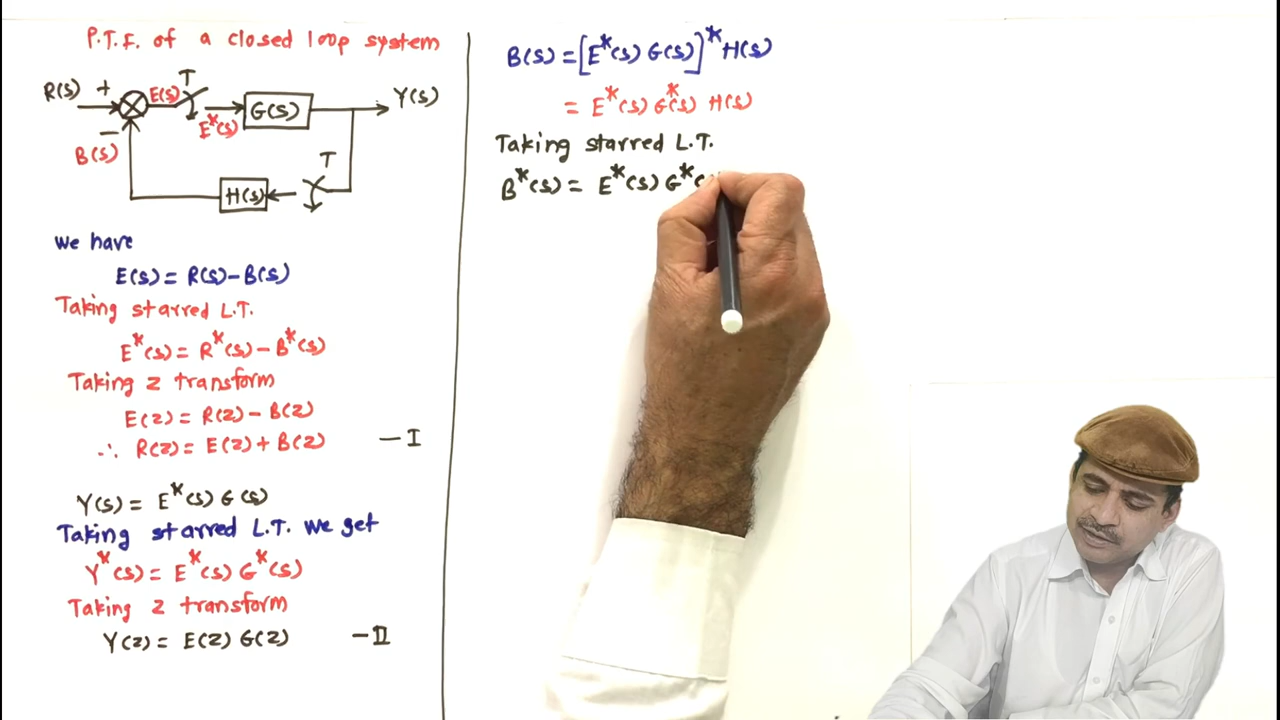 P.T.F. of a closed loop system
R(s) + E(s) T E*(s) G(s) Y(s)
− B(s) H(s) T
we have
E(s) = R(s) − B(s)
Taking starred L.T.
E*(s) = R*(s) − B*(s)
Taking z transform
E(z) = R(z) − B(z)
∴ R(z) = E(z) + B(z) — I
Y(s) = E*(s) G(s)
Taking starred L.T. we get
Y*(s) = E*(s) G*(s)
Taking z transform
Y(z) = E(z) G(z) — II
B(s) = [E*(s) G(s)]* H(s)
= E*(s) G*(s) H(s)
Taking starred L.T.
B*(s) = E*(s) G*(